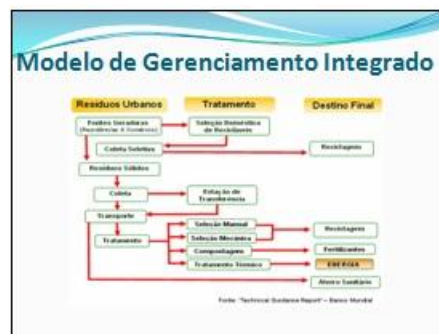 Modelo de Gerenciamento Integrado
Resíduos Urbanos
Tratamento
Destino Final
Fontes Geradoras
(Residências & Comércio)
Seleção Doméstica
de Recicláveis
Coleta Seletiva
Reciclagem
Resíduos Sólidos
Coleta
Estação de
Transferência
Transporte
Tratamento
Seleção Manual
Seleção Mecânica
Reciclagem
Compostagem
Fertilizantes
Tratamento Térmico
ENERGIA
Aterro Sanitário
Fonte: "Technical Guidance Report" – Banco Mundial